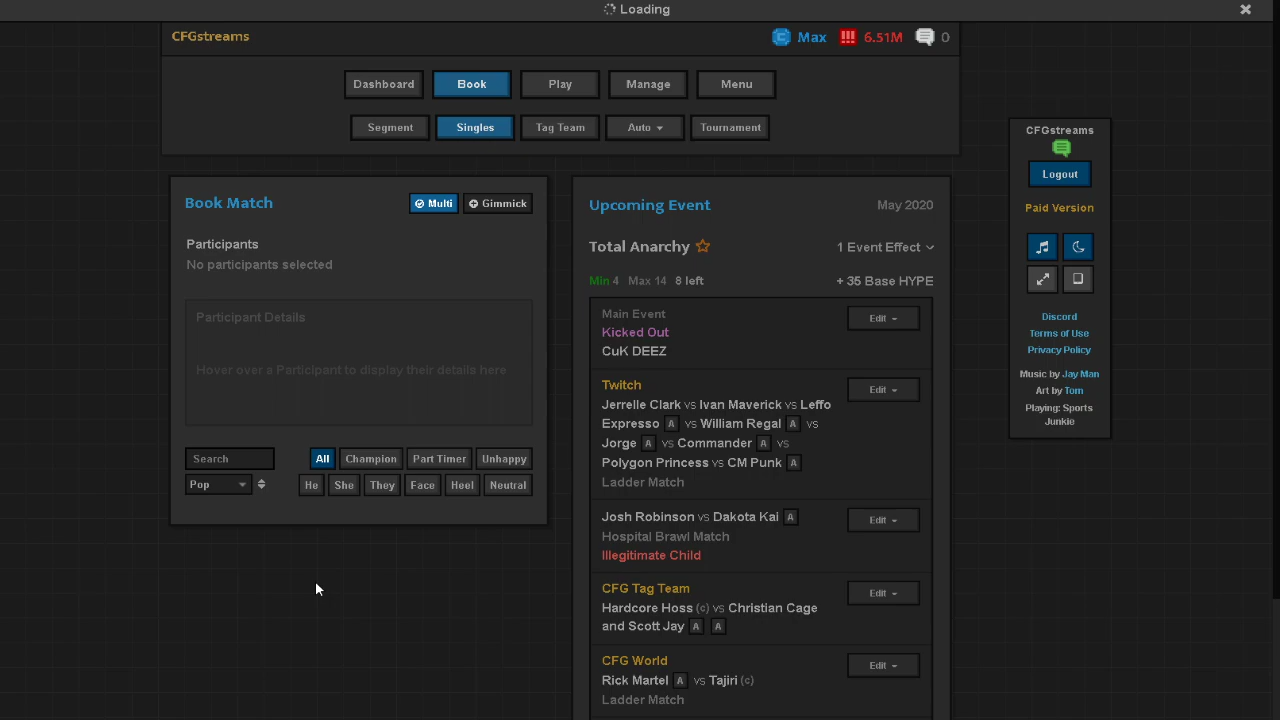 Loading
CFGstreams
Max 6.51M 0
Dashboard Book Play Manage Menu
Segment Singles Tag Team Auto Tournament
Book Match
Multi Gimmick
Participants
No participants selected
Participant Details
Hover over a Participant to display their details here
Search
All Champion Part Timer Unhappy
Pop
He She They Face Heel Neutral
Upcoming Event May 2020
Total Anarchy 1 Event Effect
Min 4 Max 14 8 left + 35 Base HYPE
Main Event
Edit
Kicked Out
CuK DEEZ
Twitch
Edit
Jerrelle Clark vs Ivan Maverick vs Leffo
Expresso A vs William Regal A vs
Jorge A vs Commander A vs
Polygon Princess vs CM Punk A
Ladder Match
Josh Robinson vs Dakota Kai A
Edit
Hospital Brawl Match
Illegitimate Child
CFG Tag Team
Edit
Hardcore Hoss (c) vs Christian Cage
and Scott Jay A A
CFG World
Edit
Rick Martel A vs Tajiri (c)
Ladder Match
CFGstreams
Logout
Paid Version
Discord
Terms of Use
Privacy Policy
Music by Jay Man
Art by Tom
Playing: Sports
Junkie